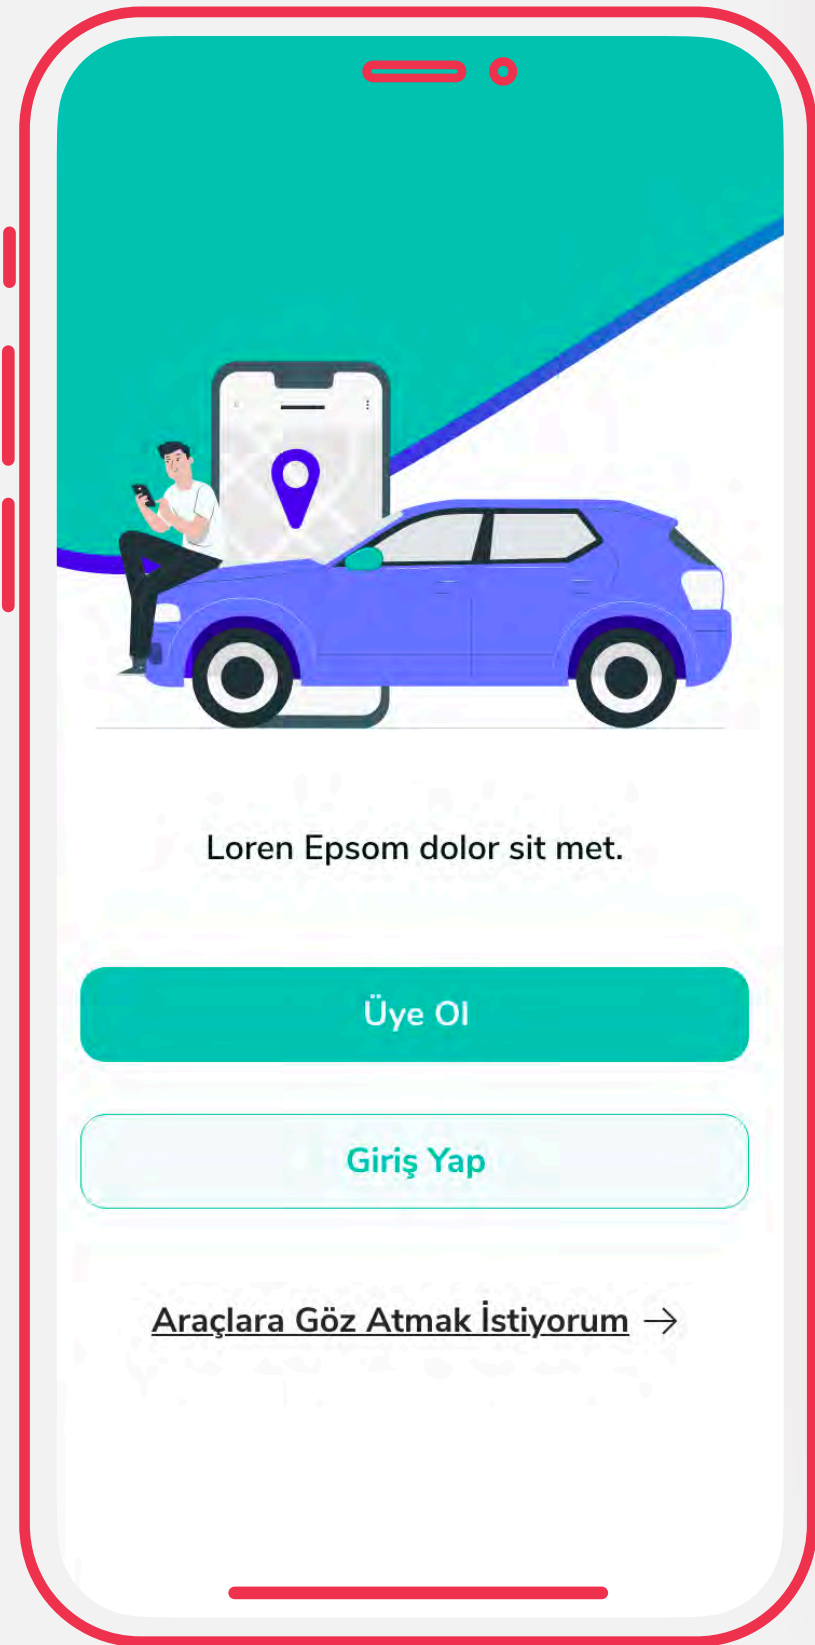 Loren Epsom dolor sit met.
Üye Ol
Giriş Yap
Araçlara Göz Atmak İstiyorum →